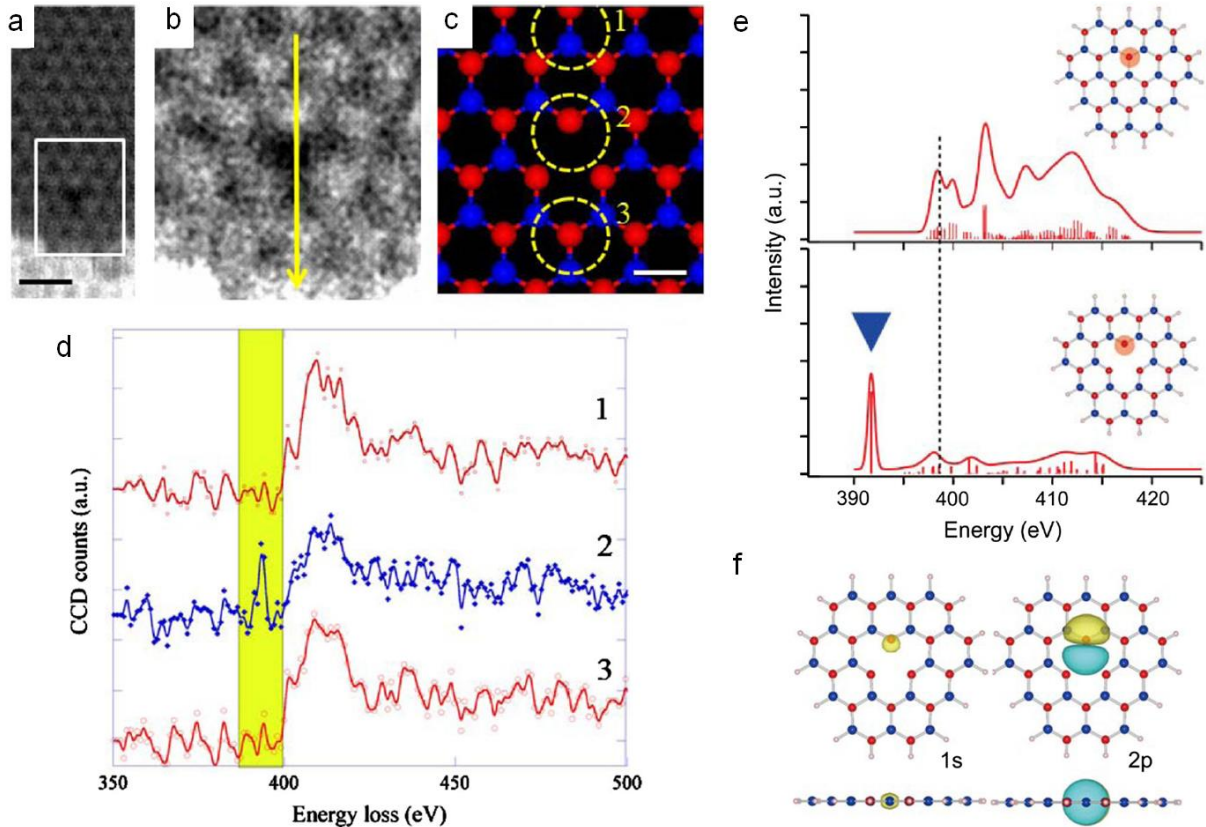 a
b
c
1
2
3
d
CCD counts (a.u.)
1
2
3
350
400
450
500
Energy loss (eV)
e
Intensity (a.u.)
390
400
410
420
Energy (eV)
f
1s
2p